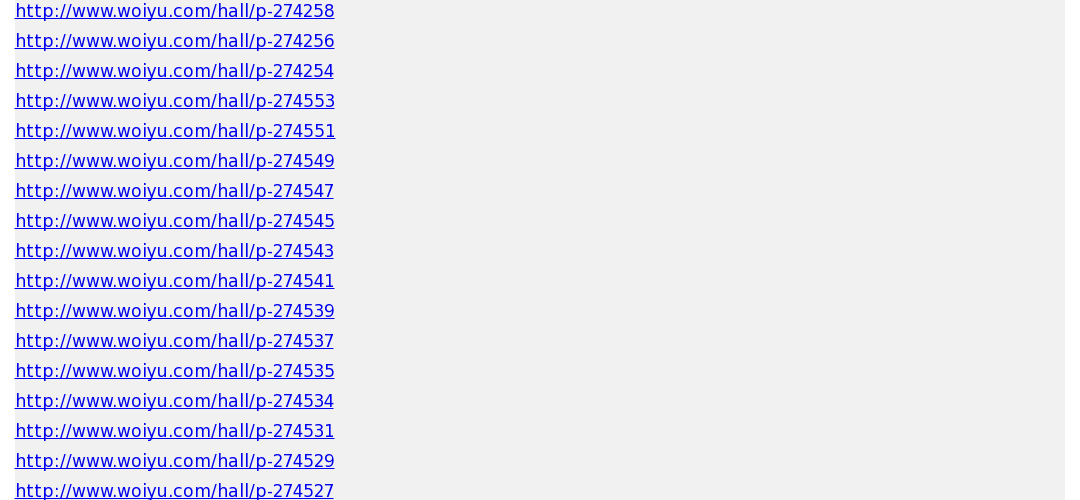 http://www.woiyu.com/hall/p-274258
http://www.woiyu.com/hall/p-274256
http://www.woiyu.com/hall/p-274254
http://www.woiyu.com/hall/p-274553
http://www.woiyu.com/hall/p-274551
http://www.woiyu.com/hall/p-274549
http://www.woiyu.com/hall/p-274547
http://www.woiyu.com/hall/p-274545
http://www.woiyu.com/hall/p-274543
http://www.woiyu.com/hall/p-274541
http://www.woiyu.com/hall/p-274539
http://www.woiyu.com/hall/p-274537
http://www.woiyu.com/hall/p-274535
http://www.woiyu.com/hall/p-274534
http://www.woiyu.com/hall/p-274531
http://www.woiyu.com/hall/p-274529
http://www.woiyu.com/hall/p-274527